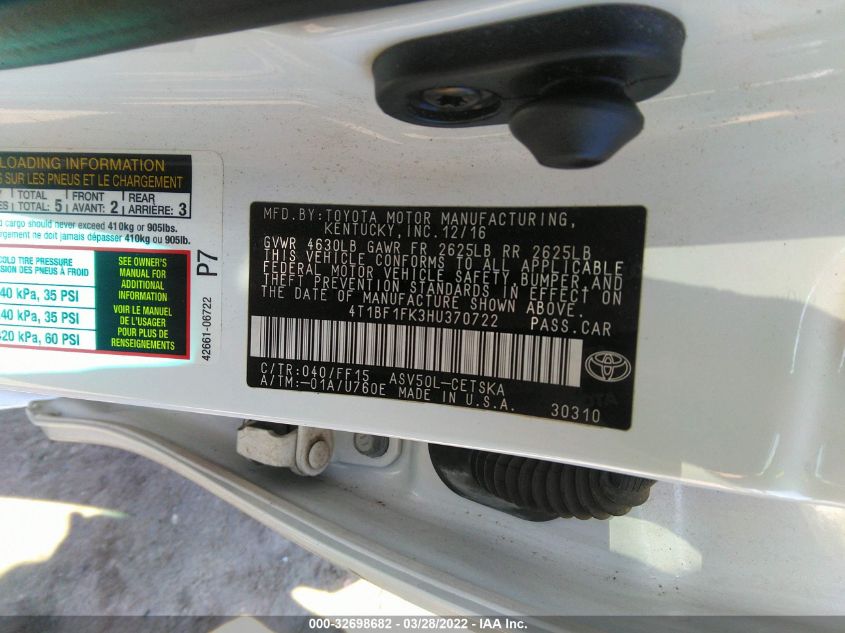 LOADING INFORMATION
SUR LES PNEUS ET LE CHARGEMENT
TOTAL FRONT REAR
TOTAL: 5 AVANT: 2 ARRIÈRE: 3
cargo should never exceed 410kg or 905lbs.
ne doit jamais dépasser 410kg ou 905lb.
COLD TIRE PRESSURE
DES PNEUS À FROID
40 kPa, 35 PSI
40 kPa, 35 PSI
420 kPa, 60 PSI
SEE OWNER'S
MANUAL FOR
ADDITIONAL
INFORMATION
VOIR LE MANUEL
DE L'USAGER
POUR PLUS DE
RENSEIGNEMENTS
P7
42661-06722
MFD.BY:TOYOTA MOTOR MANUFACTURING,
KENTUCKY, INC.12/16
GVWR 4630LB GAWR FR 2625LB RR 2625LB
THIS VEHICLE CONFORMS TO ALL APPLICABLE
FEDERAL MOTOR VEHICLE SAFETY, BUMPER, AND
THEFT PREVENTION STANDARDS IN EFFECT ON
THE DATE OF MANUFACTURE SHOWN ABOVE.
4T1BF1FK3HU370722 PASS.CAR
C/TR:040/FF15 ASV50L-CETSKA
A/TM:-01A/U760E MADE IN U.S.A. 30310
000-32698682 - 03/28/2022 - IAA Inc.